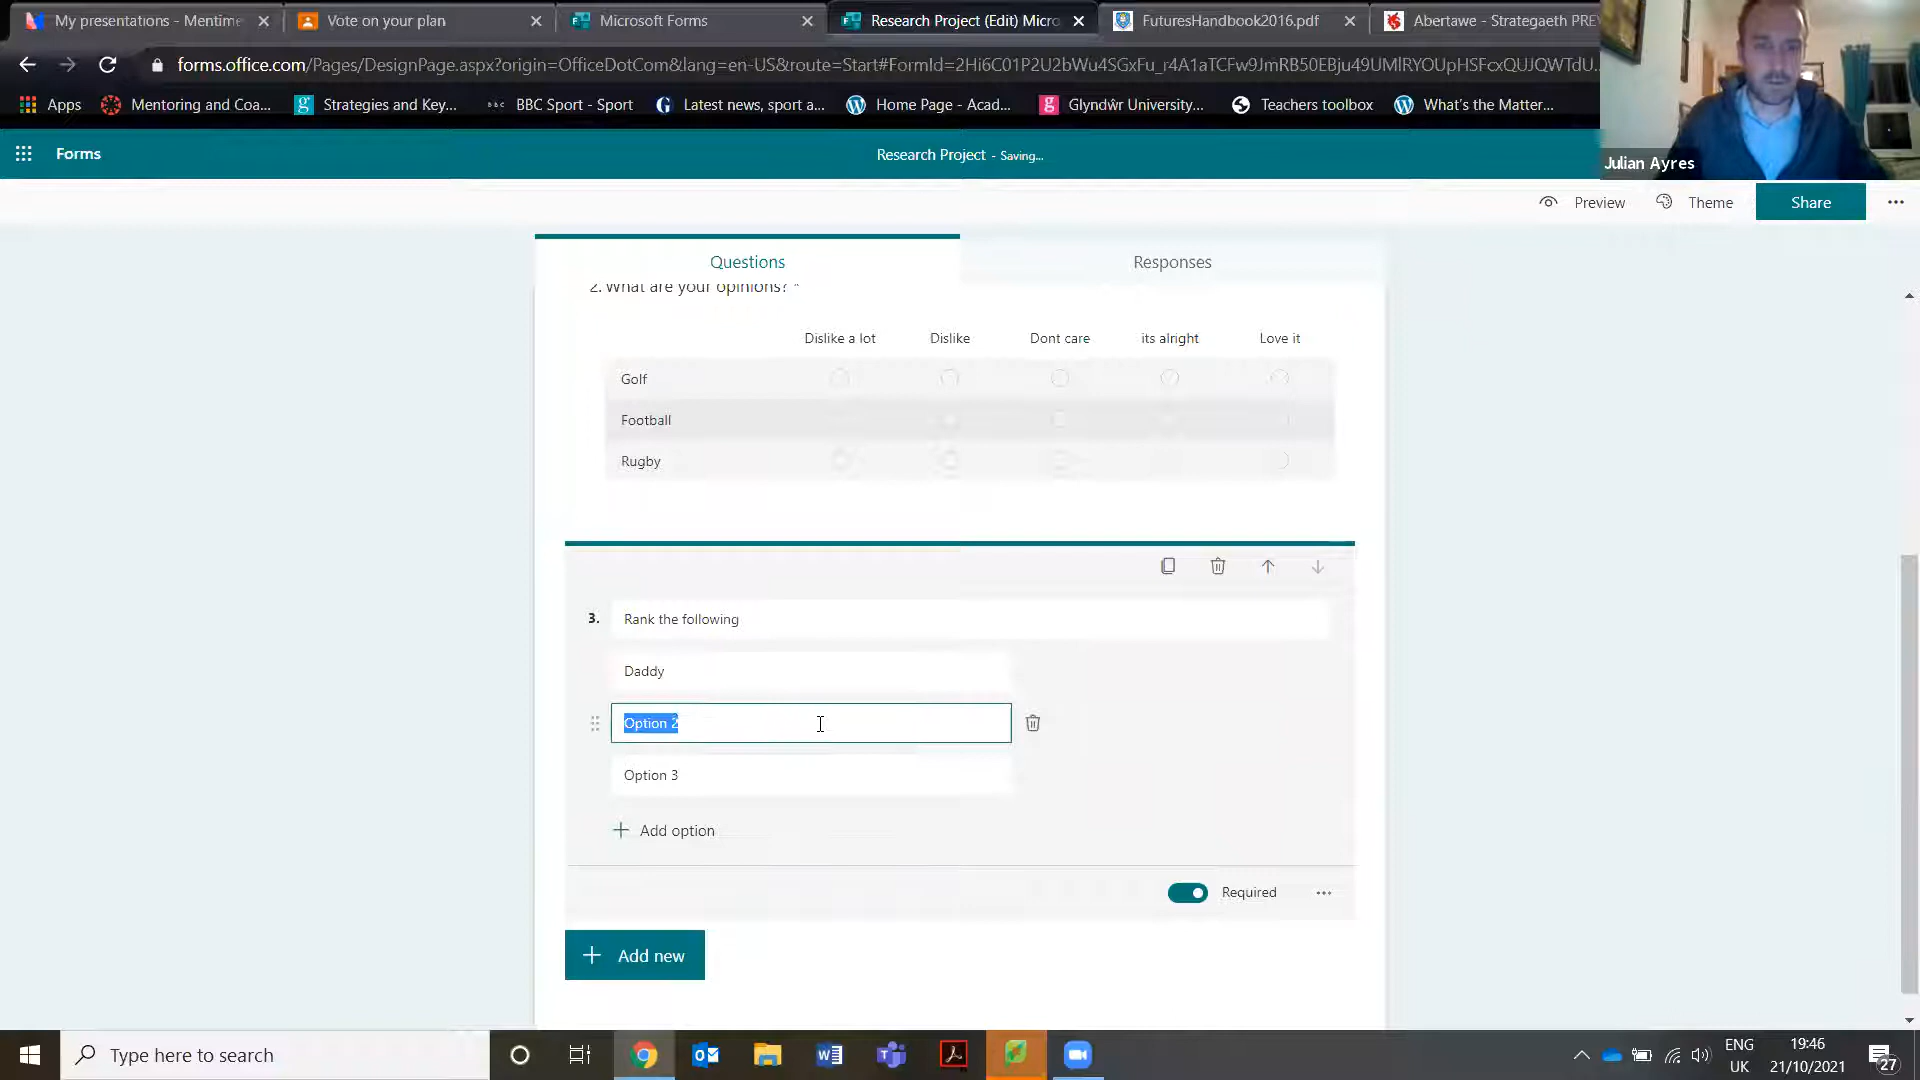 My presentations - Mentime
Vote on your plan
Microsoft Forms
Research Project (Edit) Micro
FuturesHandbook2016.pdf
Abertawe - Strategaeth PREV
forms.office.com/Pages/DesignPage.aspx?origin=OfficeDotCom&lang=en-US&route=Start#FormId=2Hi6C01P2U2bWu4SGxFu_r4A1aTCFw9JmRB50EBju49UMlRYOUpHSFcxQUJQWTdU...
Apps
Mentoring and Coa...
Strategies and Key...
BBC BBC Sport - Sport
Latest news, sport a...
Home Page - Acad...
g Glyndŵr University,...
Teachers toolbox
What's the Matter...
Julian Ayres
Forms
Research Project - Saving...
Preview
Theme
Share
Questions
Responses
2. What are your opinions? *
Dislike a lot Dislike Dont care its alright Love it
Golf
Football
Rugby
3. Rank the following
Daddy
Option 2
Option 3
Add option
Required
Add new
Type here to search
ENG
UK
19:46
21/10/2021
27